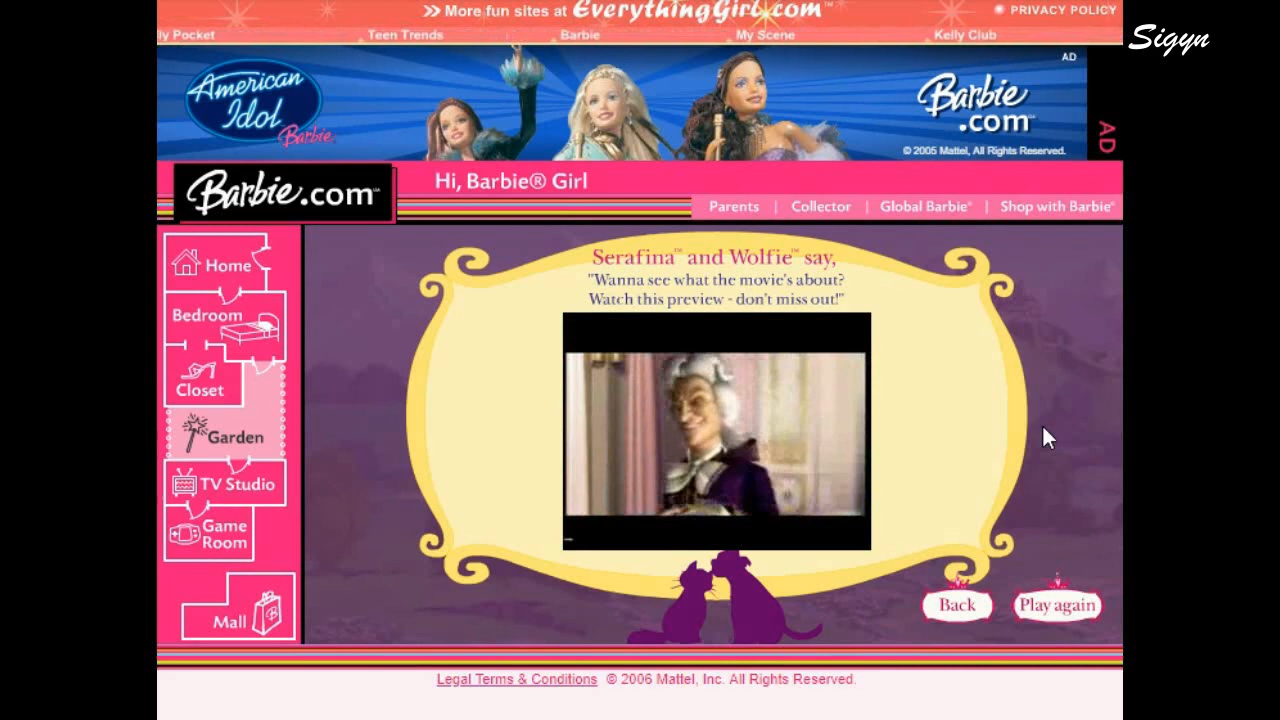 More fun sites at EverythingGirl.com™
PRIVACY POLICY
Sigyn
lly Pocket
Teen Trends
Barbie
My Scene
Kelly Club
AD
American Idol Barbie
Barbie.com
© 2005 Mattel, All Rights Reserved.
AD
Barbie.com
Hi, Barbie® Girl
Parents | Collector | Global Barbie® | Shop with Barbie®
Home
Bedroom
Closet
Garden
TV Studio
Game
Room
Mall
Serafina™ and Wolfie™ say,
"Wanna see what the movie's about?
Watch this preview - don't miss out!"
Back
Play again
Legal Terms & Conditions © 2006 Mattel, Inc. All Rights Reserved.